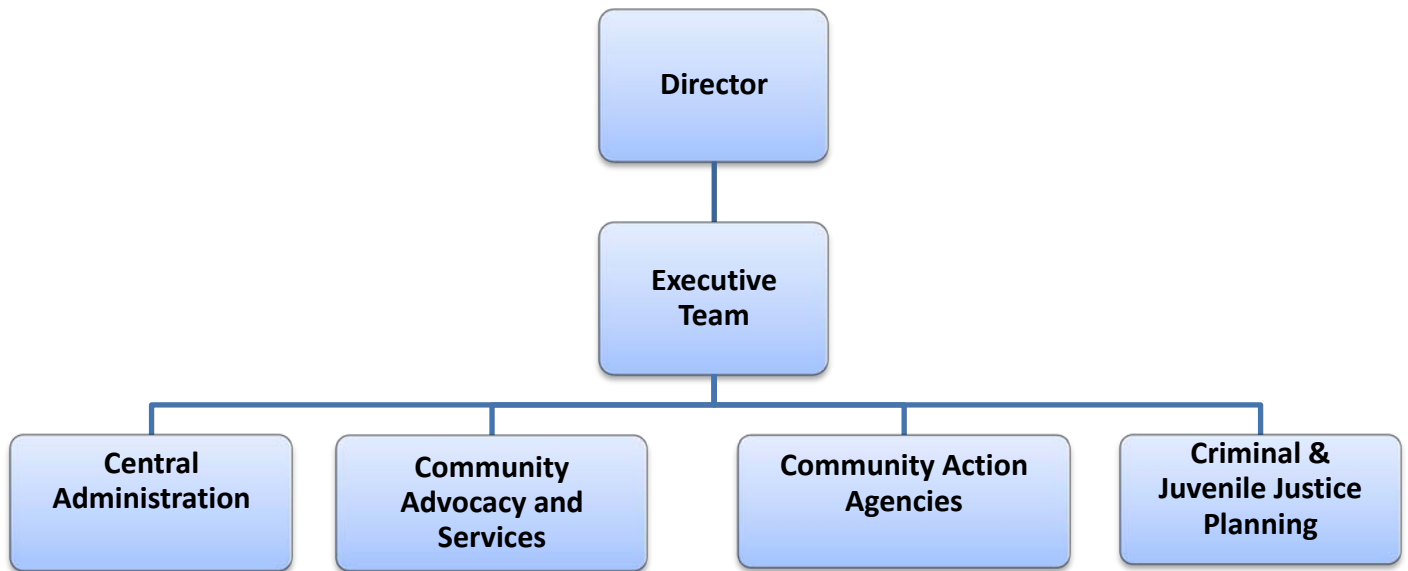 Director
Executive
Team
Central
Administration
Community
Advocacy and
Services
Community Action
Agencies
Criminal &
Juvenile Justice
Planning